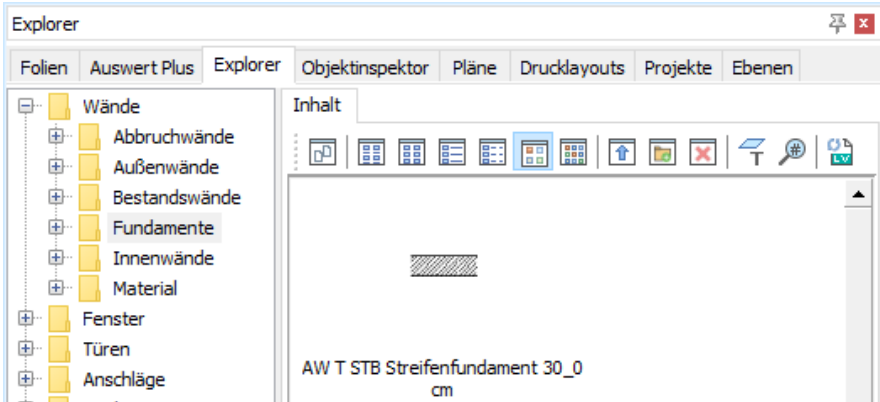 Explorer
Folien Auswert Plus Explorer Objektinspektor Pläne Drucklayouts Projekte Ebenen
Wände
Abbruchwände
Außenwände
Bestandswände
Fundamente
Innenwände
Material
Fenster
Türen
Anschläge
Inhalt
T # LV
AW T STB Streifenfundament 30_0
cm